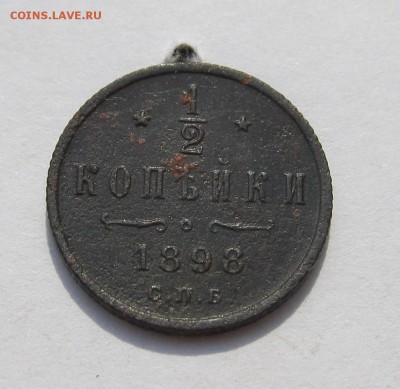 COINS.LAVE.RU
1/2
КОПѢЙКИ
1898
С.П.Б.